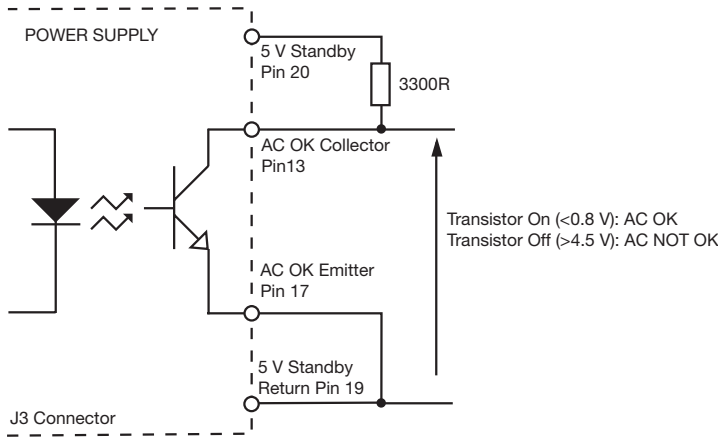 POWER SUPPLY
5 V Standby
Pin 20
3300R
AC OK Collector
Pin13
Transistor On (<0.8 V): AC OK
Transistor Off (>4.5 V): AC NOT OK
AC OK Emitter
Pin 17
5 V Standby
Return Pin 19
J3 Connector